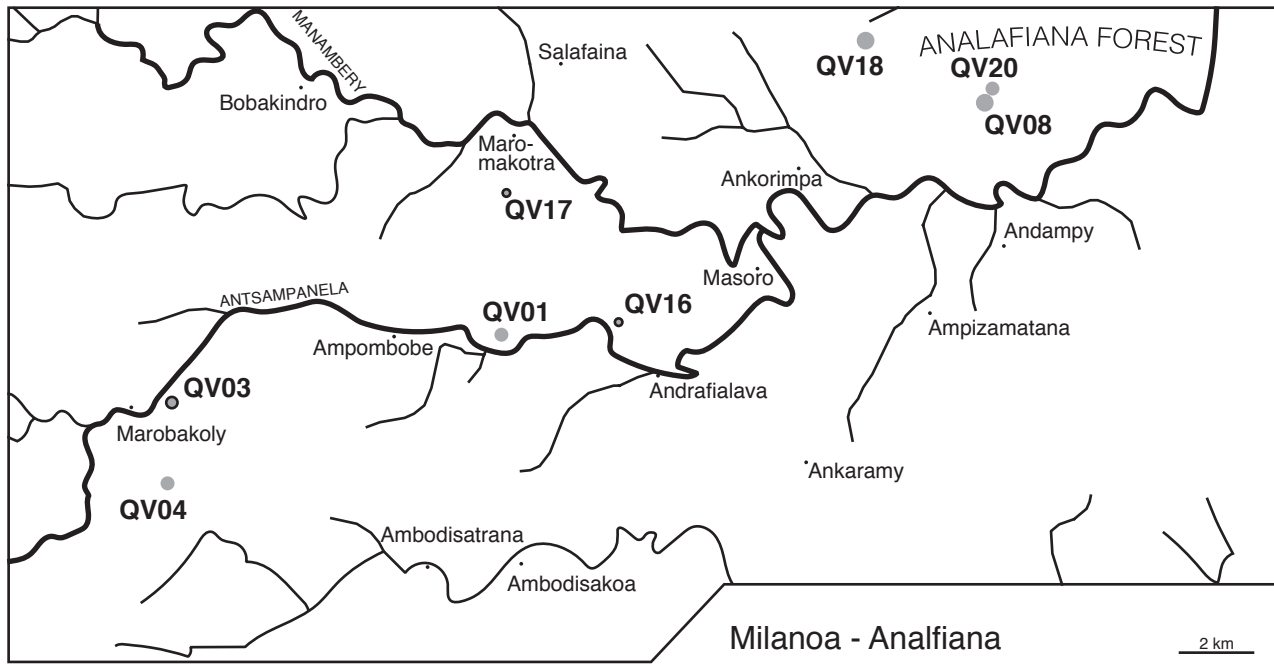 ANALAFIANA FOREST
MANAMBERY
Salafaina
QV18
QV20
Bobakindro
QV08
Maro-
makotra
Ankorimpa
QV17
Andampy
Masoro
ANTSAMPANELA
QV01
QV16
Ampizamatana
Ampombobe
QV03
Andrafialava
Marobakoly
Ankaramy
QV04
Ambodisatrana
Ambodisakoa
Milanoa - Analfiana
2 km